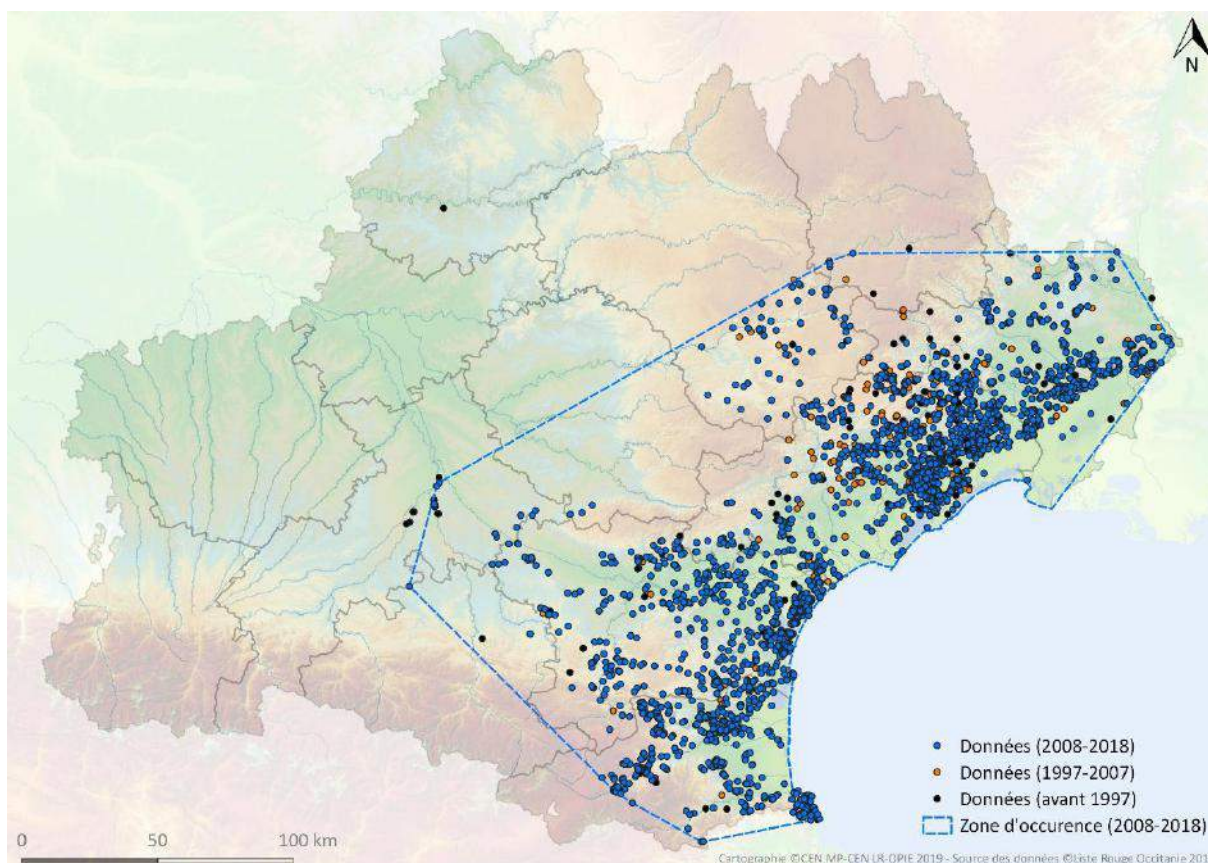 N
Données (2008-2018)
Données (1997-2007)
Données (avant 1997)
Zone d'occurence (2008-2018)
0 50 100 km
Cartographie ©CEN MP-CEN LR-OPIE 2019 - Source des données ©Liste Rouge Occitanie 201